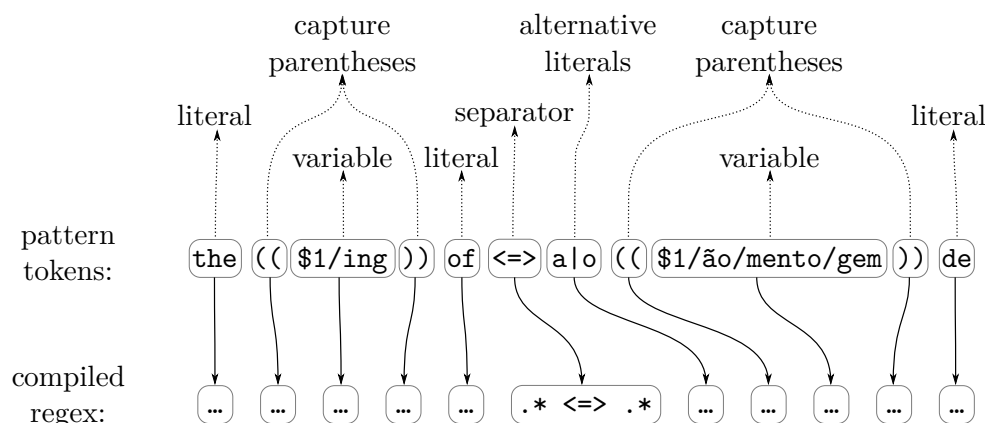 capture alternative capture
parentheses literals parentheses
literal separator literal
variable literal variable
pattern
tokens: the (( $1/ing )) of <=> a|o (( $1/ão/mento/gem )) de
compiled
regex: … … … … … .* <=> .* … … … … …